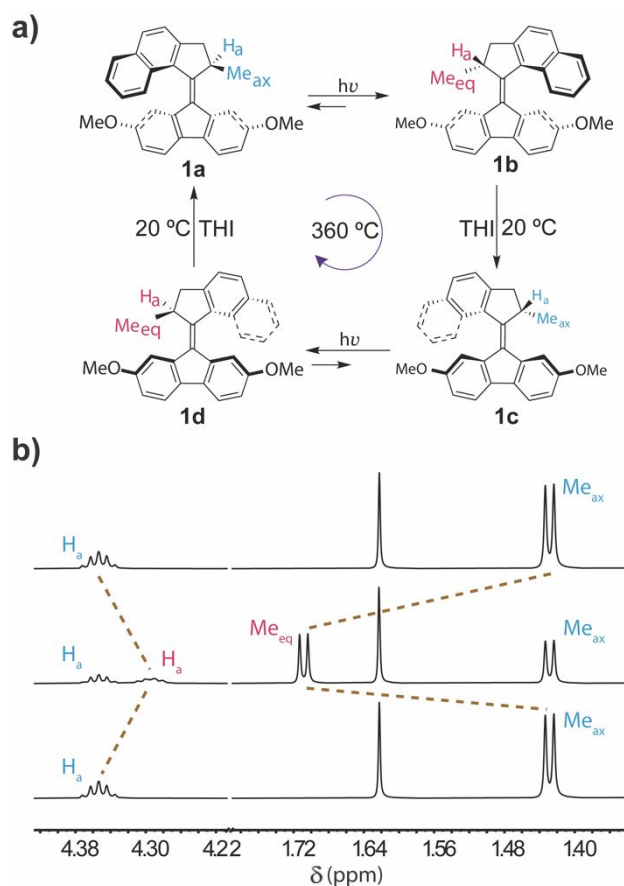 a)
Ha
Meax
MeO
OMe
1a
hυ
Ha
Meeq
MeO
OMe
1b
20 ºC THI
360 ºC
THI 20 ºC
Ha
Meeq
MeO
OMe
1d
hυ
Ha
Meax
MeO
OMe
1c
b)
Ha
Meax
Ha
Ha
Meeq
Meax
Ha
Meax
4.38 4.30 4.22 1.72 1.64 1.56 1.48 1.40
δ (ppm)